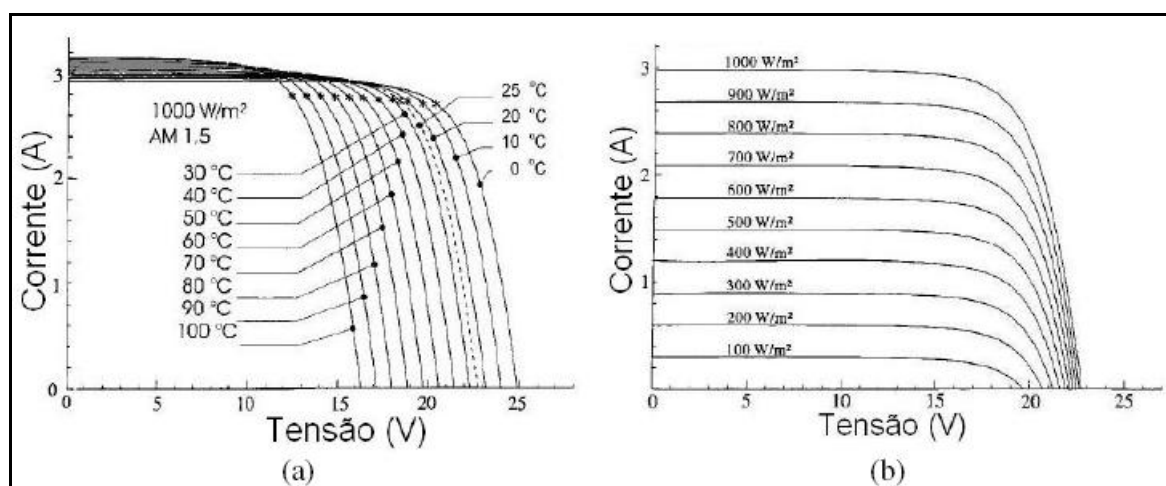 3
2
1
0
Corrente (A)
1000 W/m²
AM 1,5
25 °C
20 °C
10 °C
0 °C
30 °C
40 °C
50 °C
60 °C
70 °C
80 °C
90 °C
100 °C
0 5 10 15 20 25
Tensão (V)
(a)
3
2
1
Corrente (A)
1000 W/m²
900 W/m²
800 W/m²
700 W/m²
600 W/m²
500 W/m²
400 W/m²
300 W/m²
200 W/m²
100 W/m²
0 5 10 15 20 25
Tensão (V)
(b)